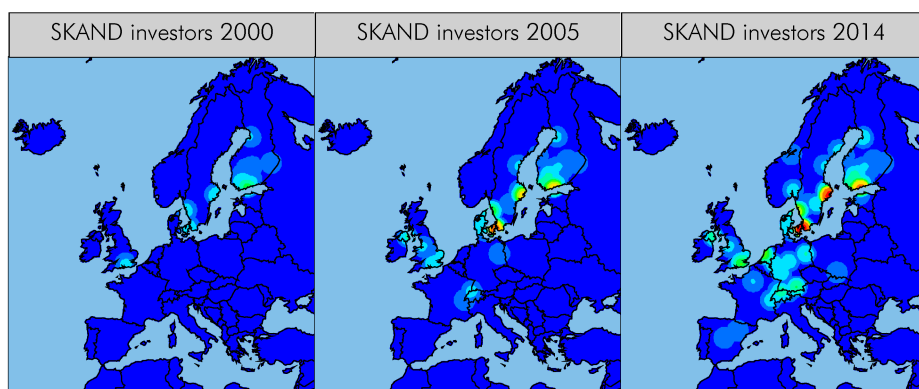 SKAND investors 2000
SKAND investors 2005
SKAND investors 2014